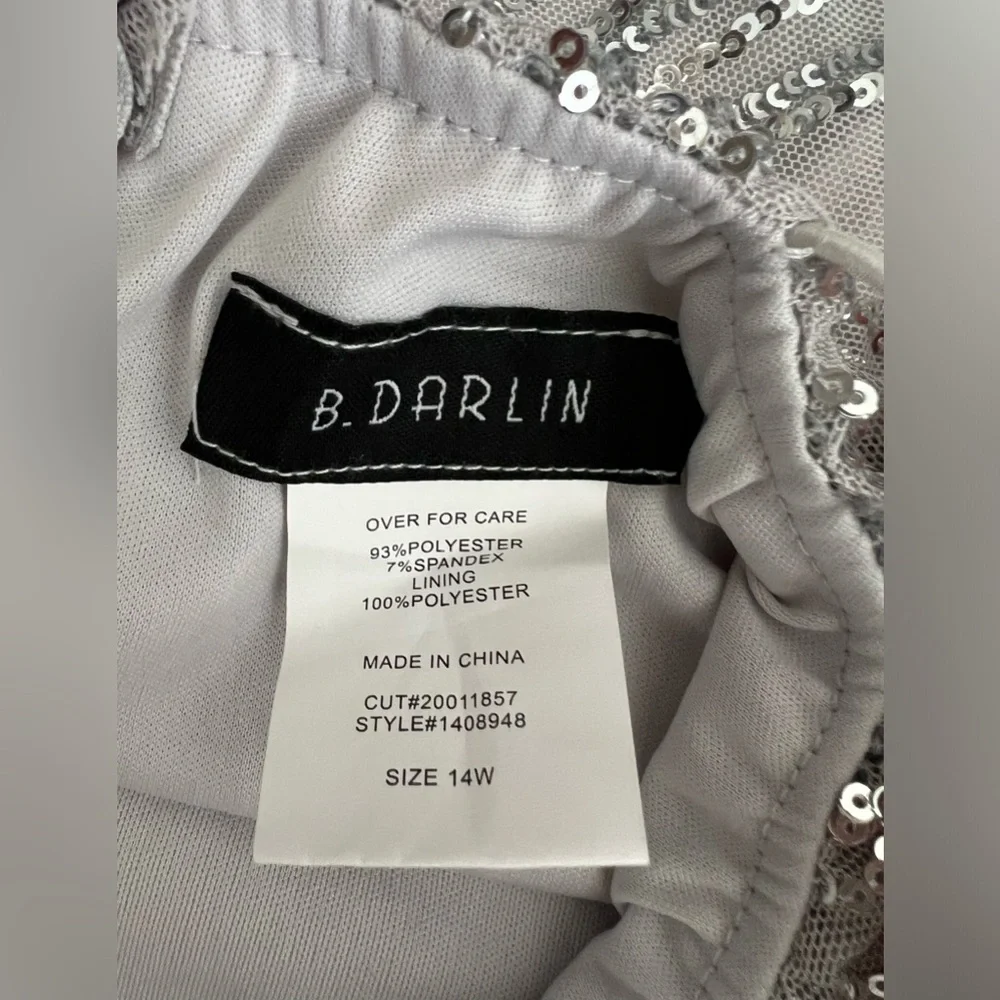 B. DARLIN
OVER FOR CARE
93%POLYESTER
7%SPANDEX
LINING
100%POLYESTER
MADE IN CHINA
CUT#20011857
STYLE#1408948
SIZE 14W